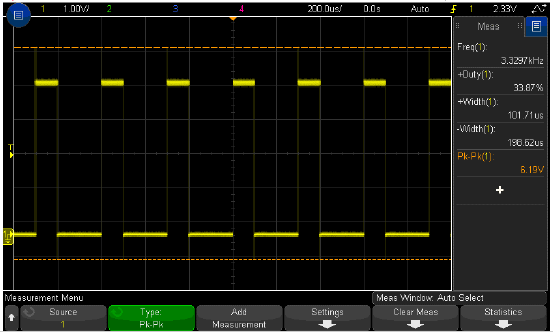 1 1.00V/ 2 3 4 200.0us/ 0.0s Auto 1 2.33V
Meas
Freq(1):
3.3297kHz
+Duty(1):
33.87%
+Width(1):
101.71us
-Width(1):
198.62us
Pk-Pk(1):
6.19V
T
1
Measurement Menu
Meas Window: Auto Select
Source
1
Type:
Pk-Pk
Add
Measurement
Settings
Clear Meas
Statistics